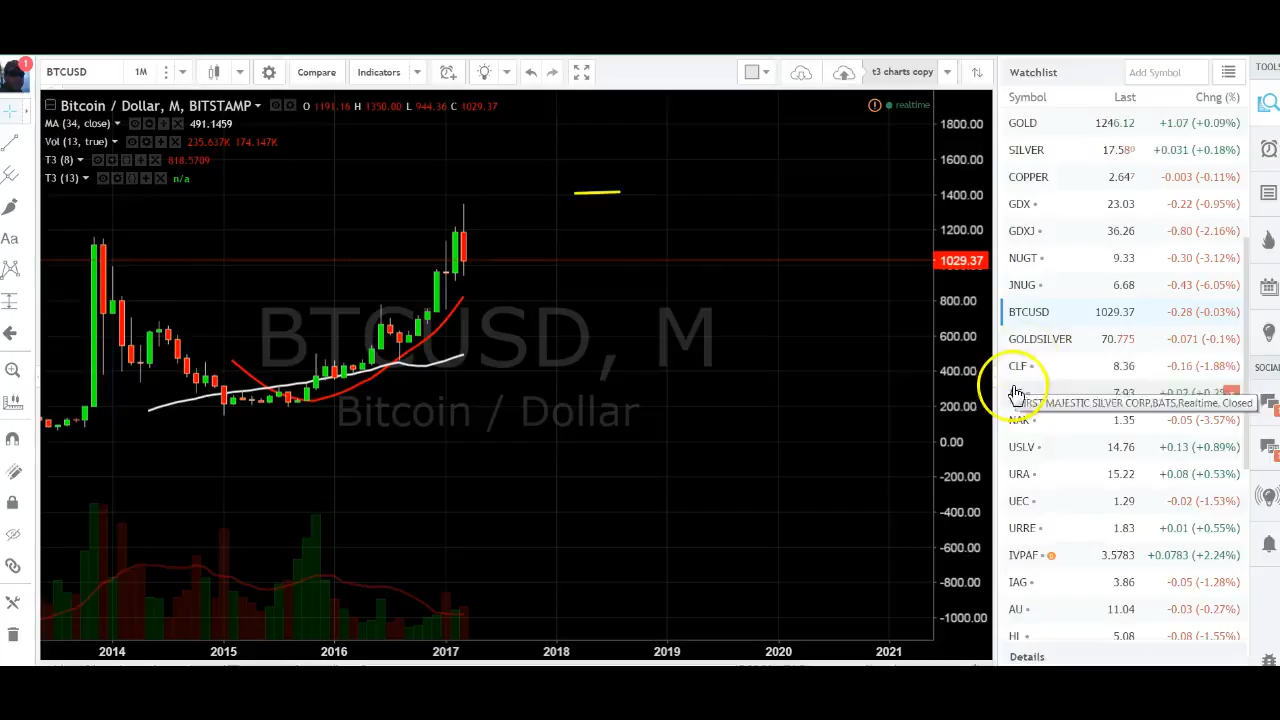 1
BTCUSD 1M Compare Indicators t3 charts copy
Bitcoin / Dollar, M, BITSTAMP O 1191.16 H 1350.00 L 944.36 C 1029.37
realtime
MA (34, close) 491.1459
Vol (13, true) 235.637K 174.147K
T3 (8) 818.5709
T3 (13) n/a
1800.00
1600.00
1400.00
1200.00
1029.37
800.00
600.00
400.00
200.00
0.00
-200.00
-400.00
-600.00
-800.00
-1000.00
BTCUSD, M
Bitcoin / Dollar
2014 2015 2016 2017 2018 2019 2020 2021
Aa
Watchlist Add Symbol
Symbol Last Chng (%)
GOLD 1246.12 +1.07 (+0.09%)
SILVER 17.580 +0.031 (+0.18%)
COPPER 2.647 -0.003 (-0.11%)
GDX 23.03 -0.22 (-0.95%)
GDXJ 36.26 -0.80 (-2.16%)
NUGT 9.33 -0.30 (-3.12%)
JNUG 6.68 -0.43 (-6.05%)
BTCUSD 1029.37 -0.28 (-0.03%)
GOLDSILVER 70.775 -0.071 (-0.1%)
CLF 8.36 -0.16 (-1.88%)
FIRST MAJESTIC SILVER CORP,BATS,Realtime, Closed
NAK 1.35 -0.05 (-3.57%)
USLV 14.76 +0.13 (+0.89%)
URA 15.22 +0.08 (+0.53%)
UEC 1.29 -0.02 (-1.53%)
URRE 1.83 +0.01 (+0.55%)
IVPAF 3.5783 +0.0783 (+2.24%)
IAG 3.86 -0.05 (-1.28%)
AU 11.04 -0.03 (-0.27%)
HL 5.08 -0.08 (-1.55%)
Details
TOOLS
SOCIAL